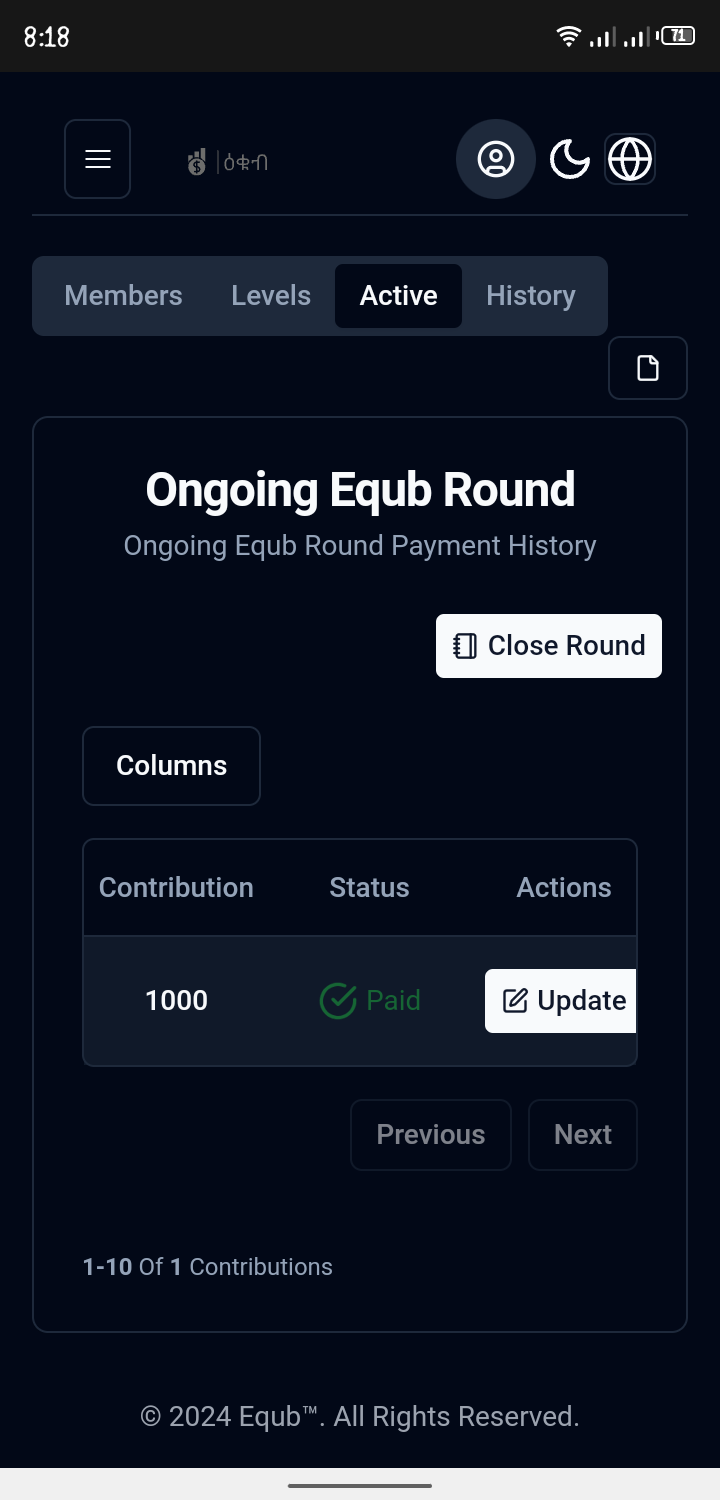 8:18
71
$ | ዕቁብ
Members Levels Active History
Ongoing Equb Round
Ongoing Equb Round Payment History
Close Round
Columns
Contribution Status Actions
1000 Paid Update
Previous Next
1-10 Of 1 Contributions
© 2024 Equb™. All Rights Reserved.